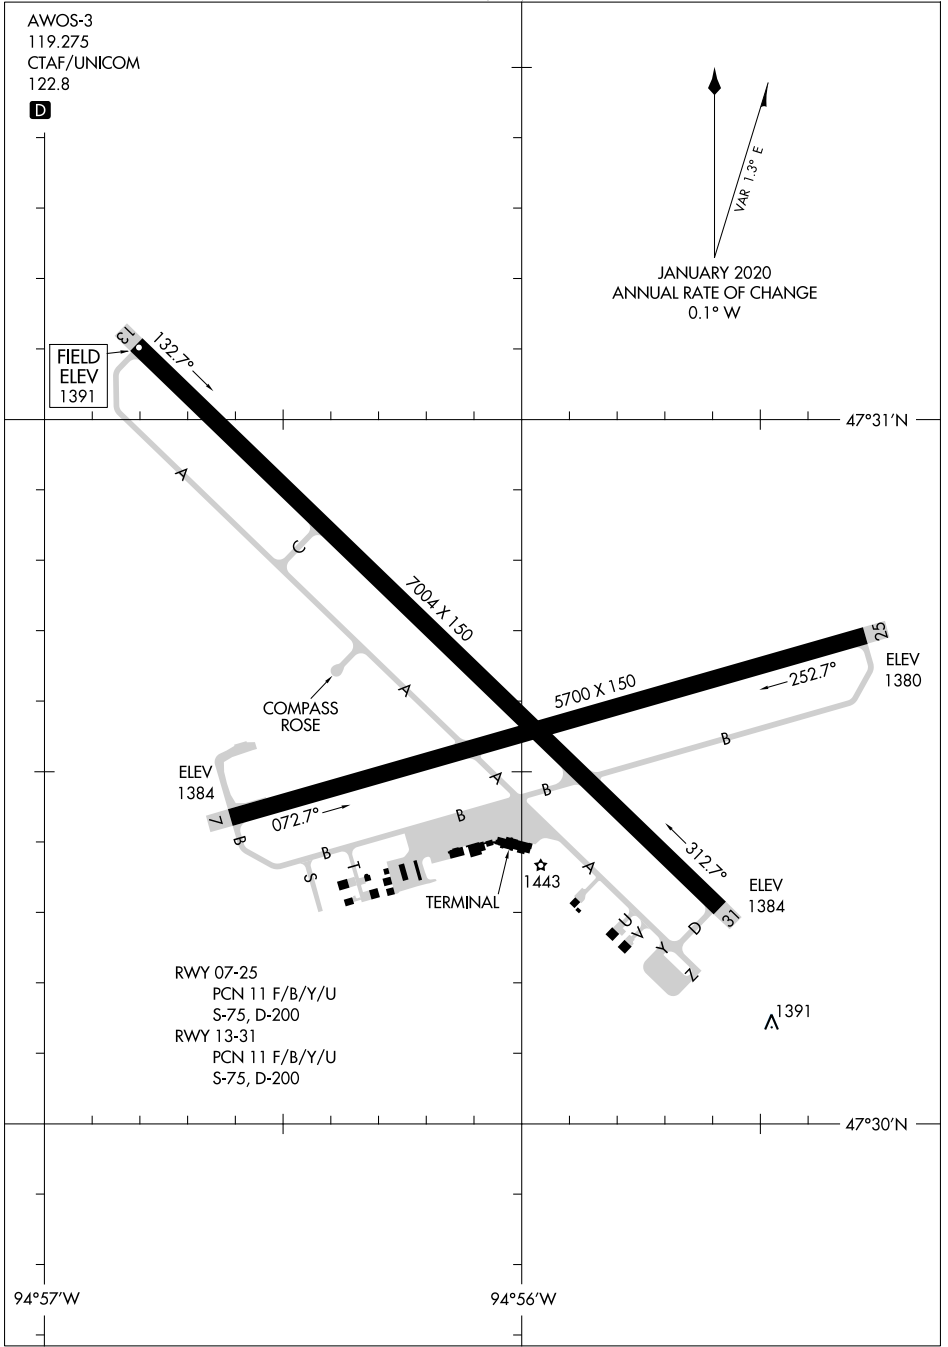 AWOS-3
119.275
CTAF/UNICOM
122.8
D
VAR 1.3° E
JANUARY 2020
ANNUAL RATE OF CHANGE
0.1° W
13
132.7°
FIELD
ELEV
1391
47°31'N
A
C
7004 X 150
25
ELEV
1380
252.7°
5700 X 150
A
COMPASS
ROSE
B
ELEV
1384
A
B
7
072.7°
B
B
B
T
S
TERMINAL
1443
A
312.7°
ELEV
1384
31
D
U
V
Y
Z
RWY 07-25
PCN 11 F/B/Y/U
S-75, D-200
RWY 13-31
PCN 11 F/B/Y/U
S-75, D-200
1391
47°30'N
94°57'W
94°56'W